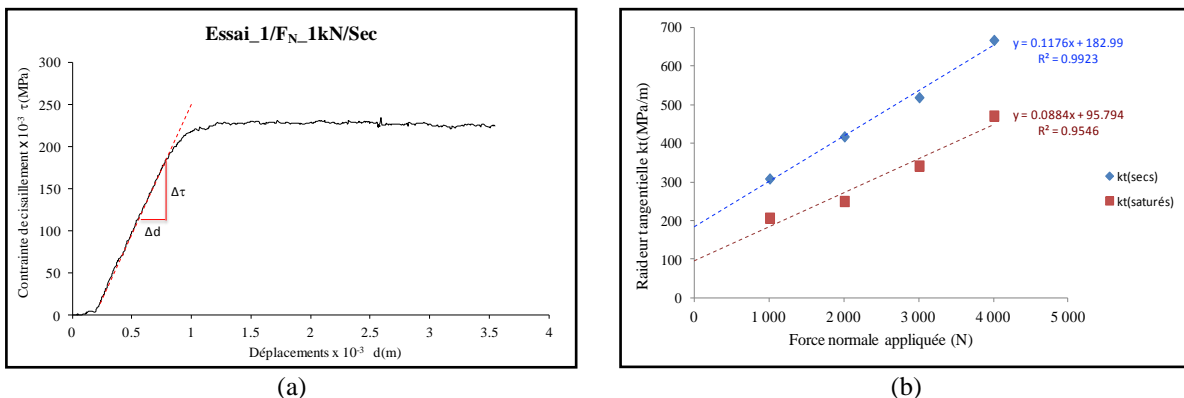 Essai_1/FN_1kN/Sec
Contrainte de cisaillement x 10-3 τ(MPa)
300
250
200
150
100
50
0
Δτ
Δd
0
0.5
1
1.5
2
2.5
3
3.5
4
Déplacements x 10-3 d(m)
(a)
Raideur tangentielle kt(MPa/m)
700
600
500
400
300
200
100
0
y = 0.1176x + 182.99
R² = 0.9923
y = 0.0884x + 95.794
R² = 0.9546
kt(secs)
kt(saturés)
0
1 000
2 000
3 000
4 000
5 000
Force normale appliquée (N)
(b)